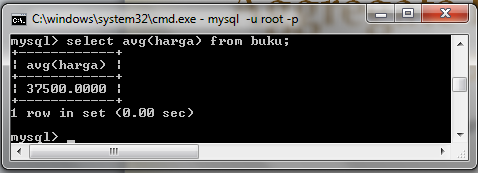 Aggregat
C:\windows\system32\cmd.exe - mysql  -u root -p
mysql> select avg(harga) from buku;
+------------+
| avg(harga) |
+------------+
| 37500.0000 |
+------------+
1 row in set (0.00 sec)
mysql> _